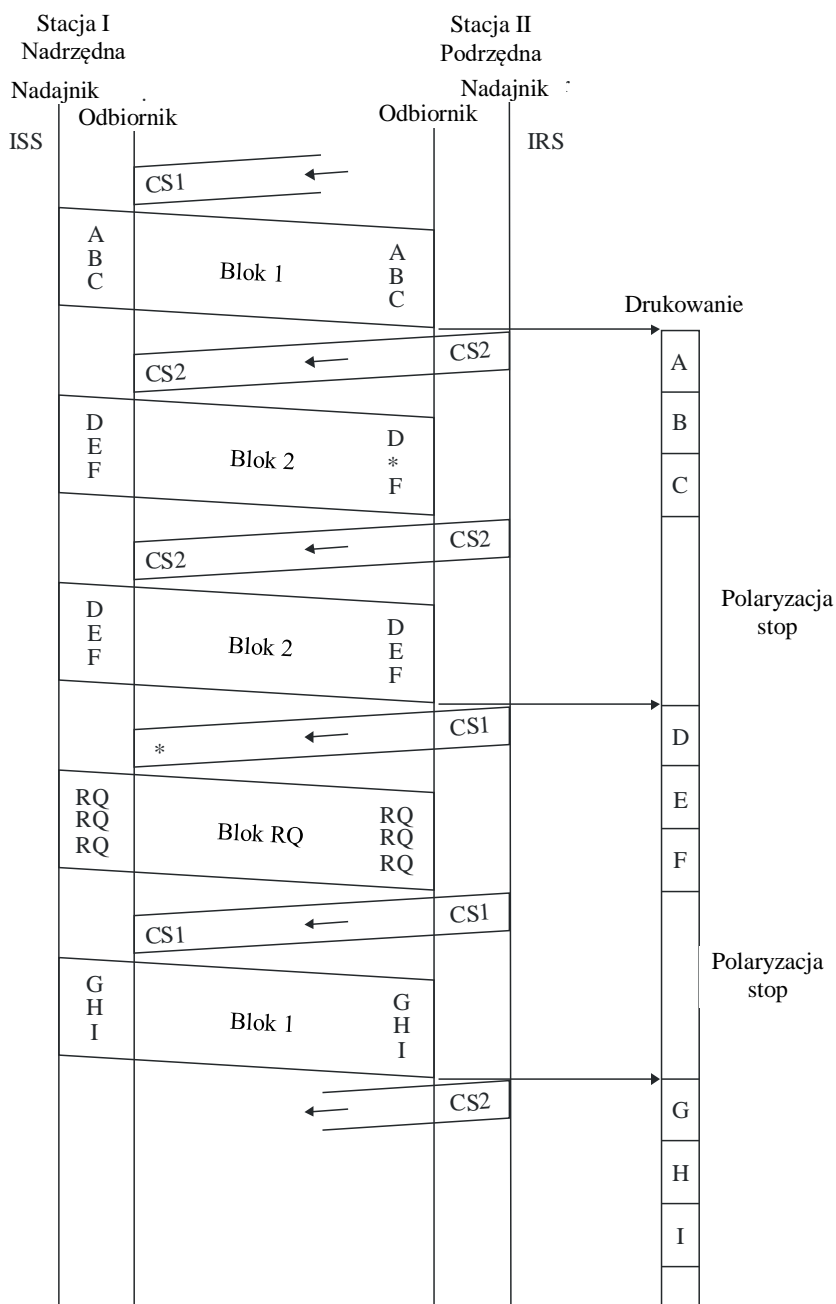 Stacja I
Nadrzędna
Stacja II
Podrzędna
Nadajnik
Odbiornik
Odbiornik
Nadajnik
ISS
IRS
CS1
A
B
C
Blok 1
A
B
C
Drukowanie
CS2
CS2
A
B
C
D
E
F
Blok 2
D
*
F
CS2
CS2
Polaryzacja
stop
D
E
F
Blok 2
D
E
F
*
CS1
D
E
F
RQ
RQ
RQ
Blok RQ
RQ
RQ
RQ
CS1
CS1
Polaryzacja
stop
G
H
I
Blok 1
G
H
I
CS2
G
H
I